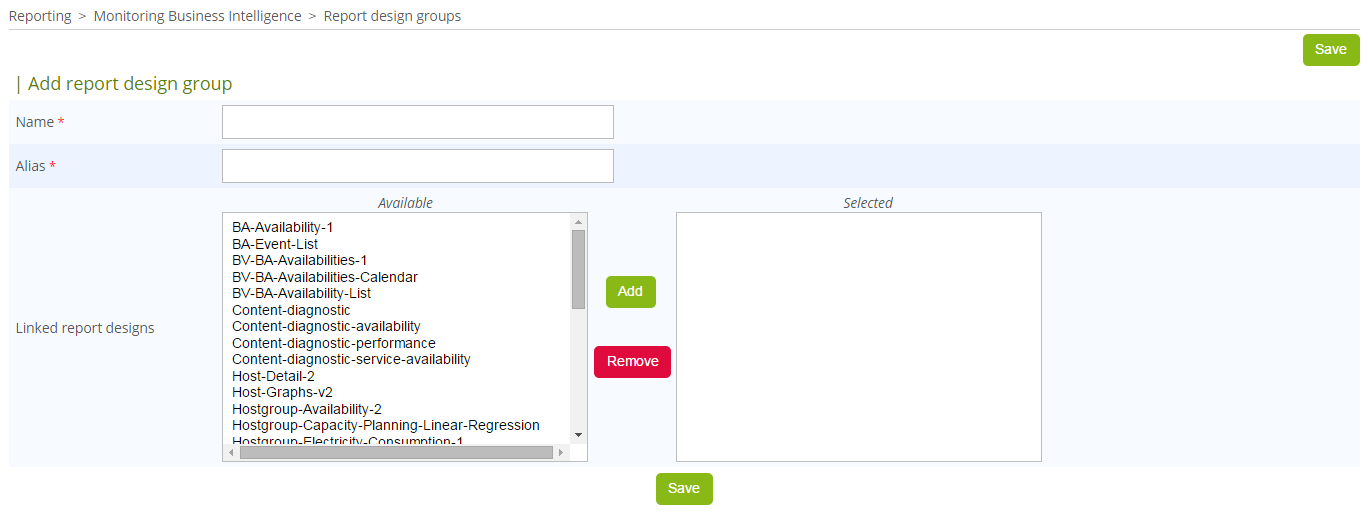 Reporting > Monitoring Business Intelligence > Report design groups
Save
| Add report design group
Name *
Alias *
Available
Selected
BA-Availability-1
BA-Event-List
BV-BA-Availabilities-1
BV-BA-Availabilities-Calendar
BV-BA-Availability-List
Content-diagnostic
Content-diagnostic-availability
Content-diagnostic-performance
Content-diagnostic-service-availability
Host-Detail-2
Host-Graphs-v2
Hostgroup-Availability-2
Hostgroup-Capacity-Planning-Linear-Regression
Hostgroup-Electricity-Consumption-1
Linked report designs
Add
Remove
Save